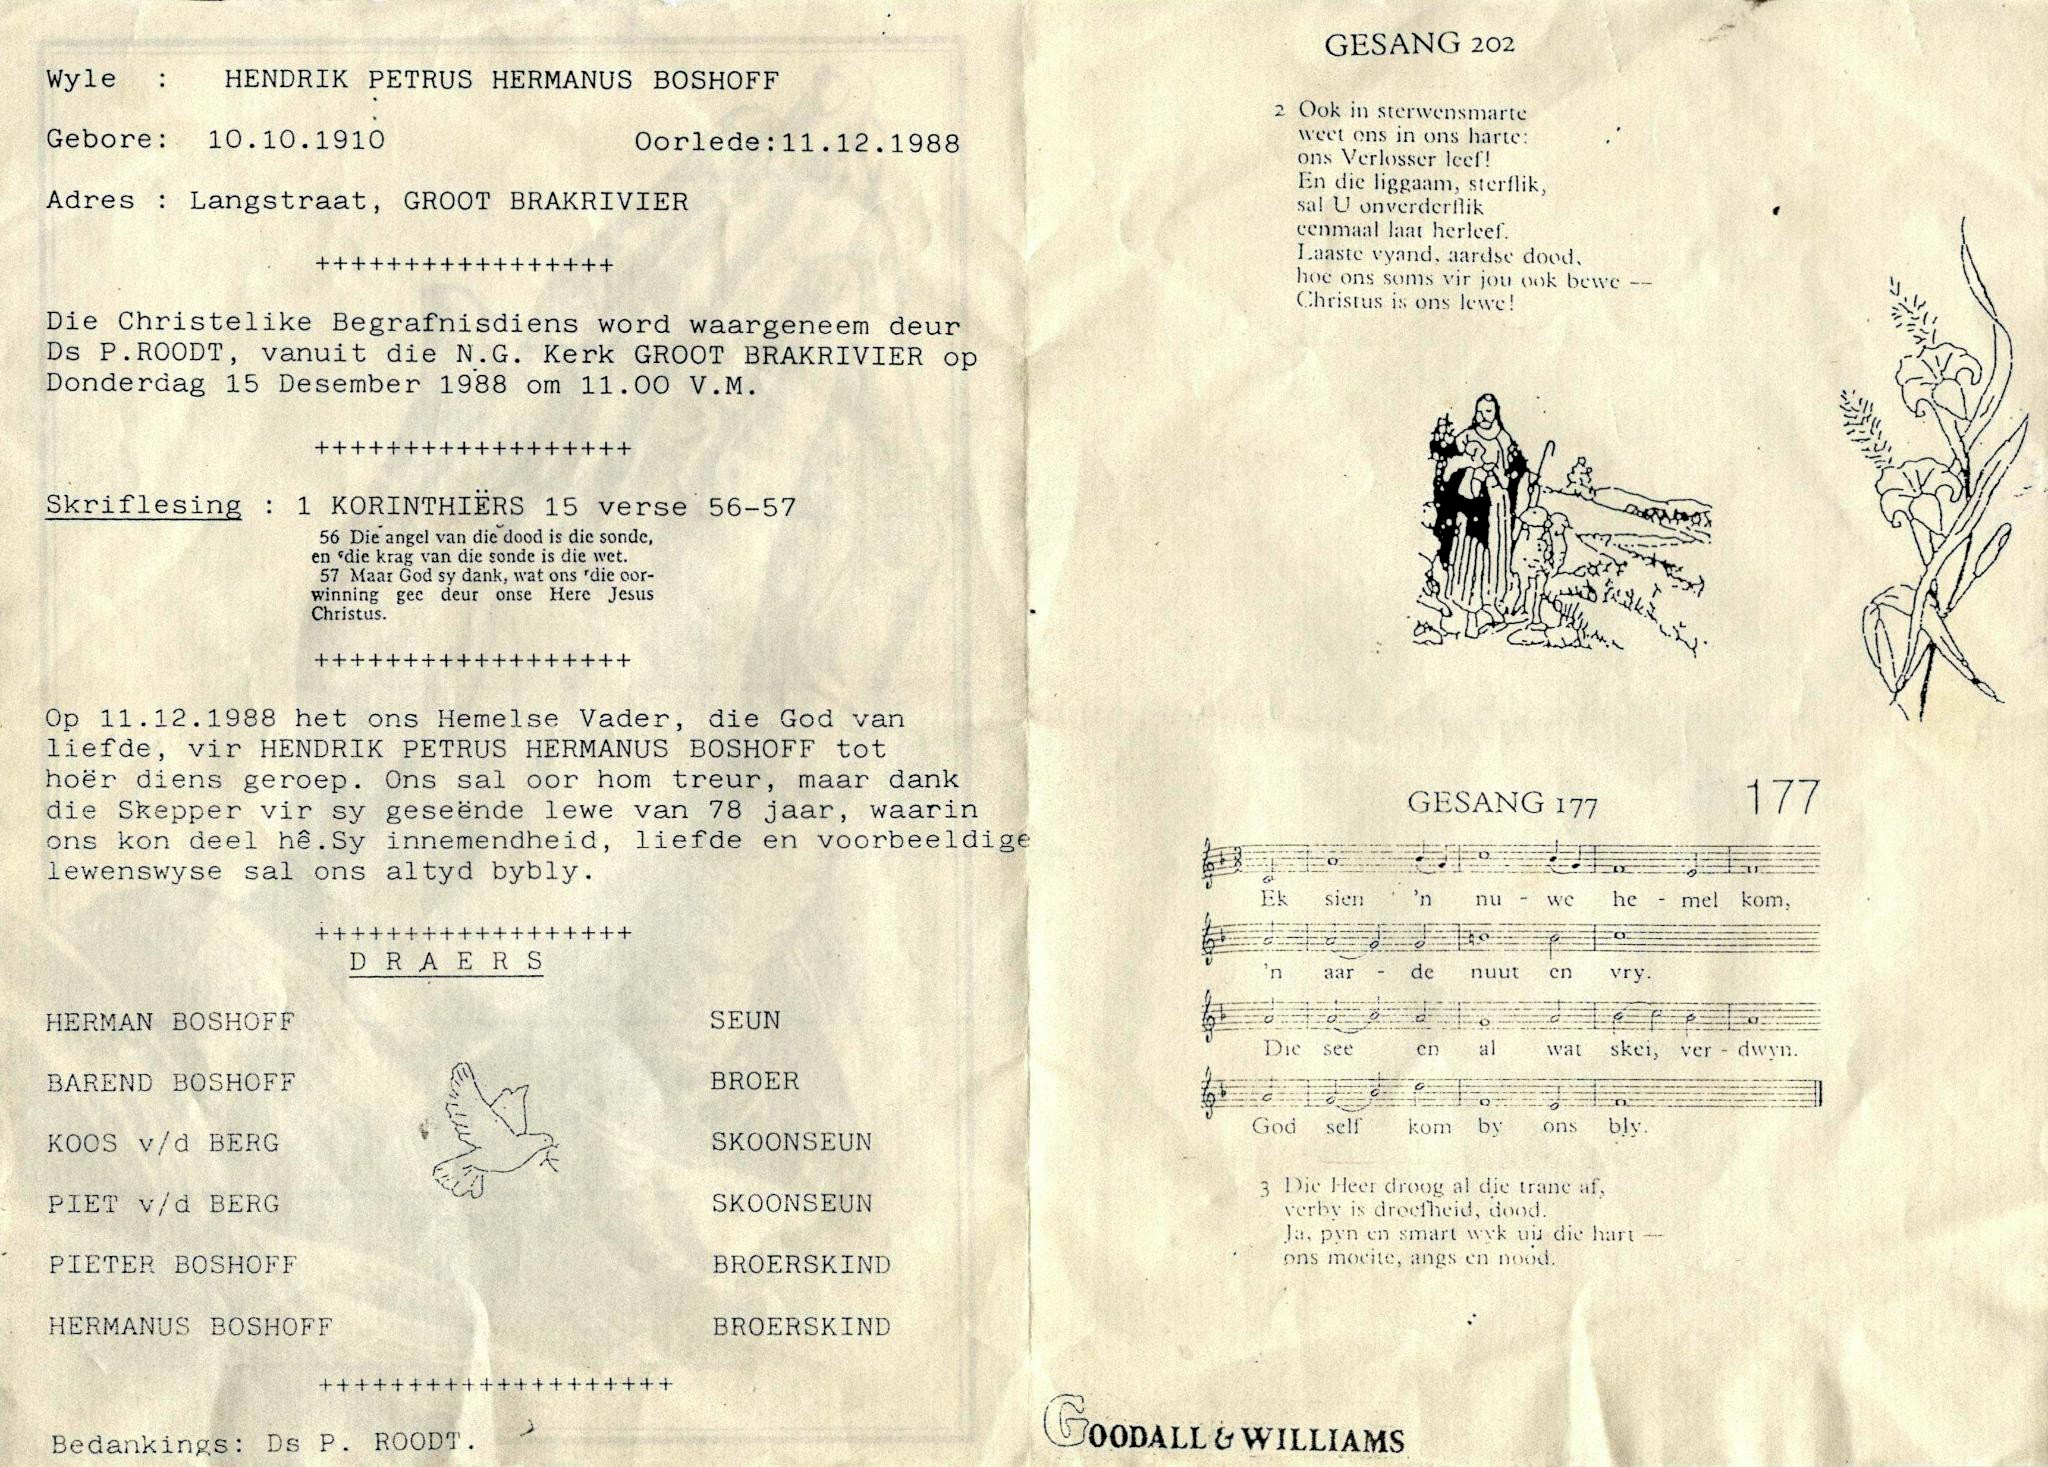 Wyle : HENDRIK PETRUS HERMANUS BOSHOFF
Gebore: 10.10.1910 Oorlede:11.12.1988
Adres : Langstraat, GROOT BRAKRIVIER
+++++++++++++++++
Die Christelike Begrafnisdiens word waargeneem deur
Ds P.ROODT, vanuit die N.G. Kerk GROOT BRAKRIVIER op
Donderdag 15 Desember 1988 om 11.00 V.M.
++++++++++++++++++
Skriflesing : 1 KORINTHIËRS 15 verse 56-57
56 Die angel van die dood is die sonde,
en ʳdie krag van die sonde is die wet.
57 Maar God sy dank, wat ons ʳdie oor-
winning gee deur onse Here Jesus
Christus.
++++++++++++++++++
Op 11.12.1988 het ons Hemelse Vader, die God van
liefde, vir HENDRIK PETRUS HERMANUS BOSHOFF tot
hoër diens geroep. Ons sal oor hom treur, maar dank
die Skepper vir sy geseënde lewe van 78 jaar, waarin
ons kon deel hê.Sy innemendheid, liefde en voorbeeldige
lewenswyse sal ons altyd bybly.
++++++++++++++++++
D R A E R S
HERMAN BOSHOFF SEUN
BAREND BOSHOFF BROER
KOOS v/d BERG SKOONSEUN
PIET v/d BERG SKOONSEUN
PIETER BOSHOFF BROERSKIND
HERMANUS BOSHOFF BROERSKIND
++++++++++++++++++++
Bedankings: Ds P. ROODT.
GESANG 202
2 Ook in sterwensmarte
weet ons in ons harte:
ons Verlosser leef!
En die liggaam, sterflik,
sal U onverderflik
eenmaal laat herleef.
Laaste vyand, aardse dood,
hoe ons soms vir jou ook bewe —
Christus is ons lewe!
GESANG 177 177
Ek sien 'n nu - we he - mel kom,
'n aar - de nuut en vry.
Die see en al wat skei, ver - dwyn.
God self kom by ons bly.
3 Die Heer droog al die trane af,
verby is droefheid, dood.
Ja, pyn en smart wyk uit die hart —
ons moeite, angs en nood.
GOODALL & WILLIAMS